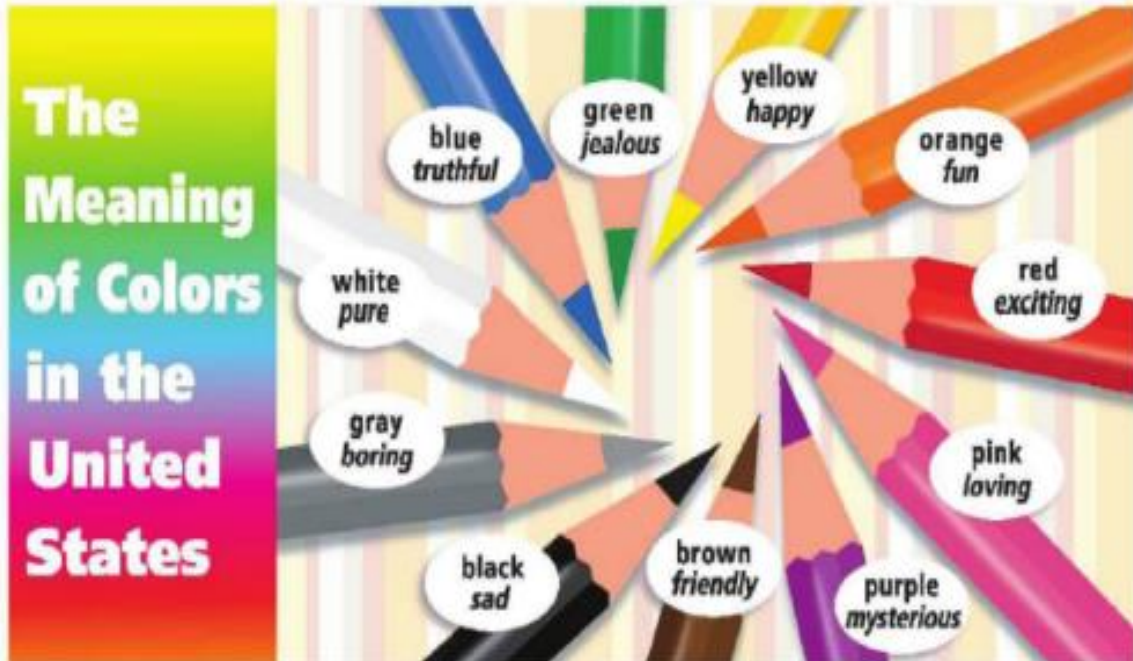 The
Meaning
of Colors
in the
United
States
blue
truthful
green
jealous
yellow
happy
orange
fun
white
pure
red
exciting
gray
boring
pink
loving
black
sad
brown
friendly
purple
mysterious